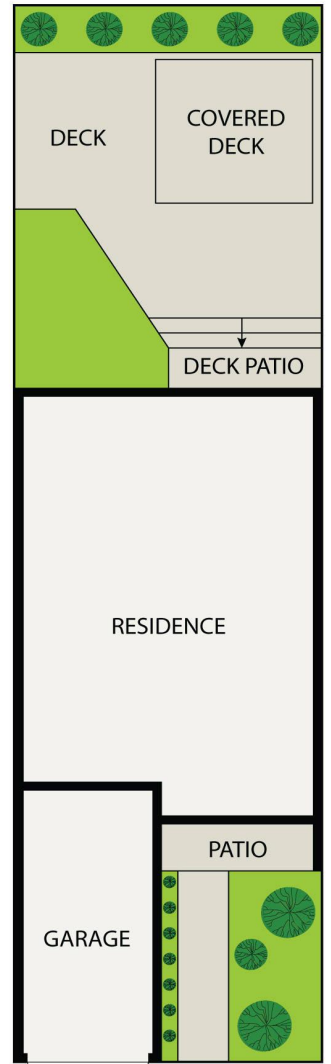 DECK
COVERED
DECK
DECK PATIO
RESIDENCE
PATIO
GARAGE